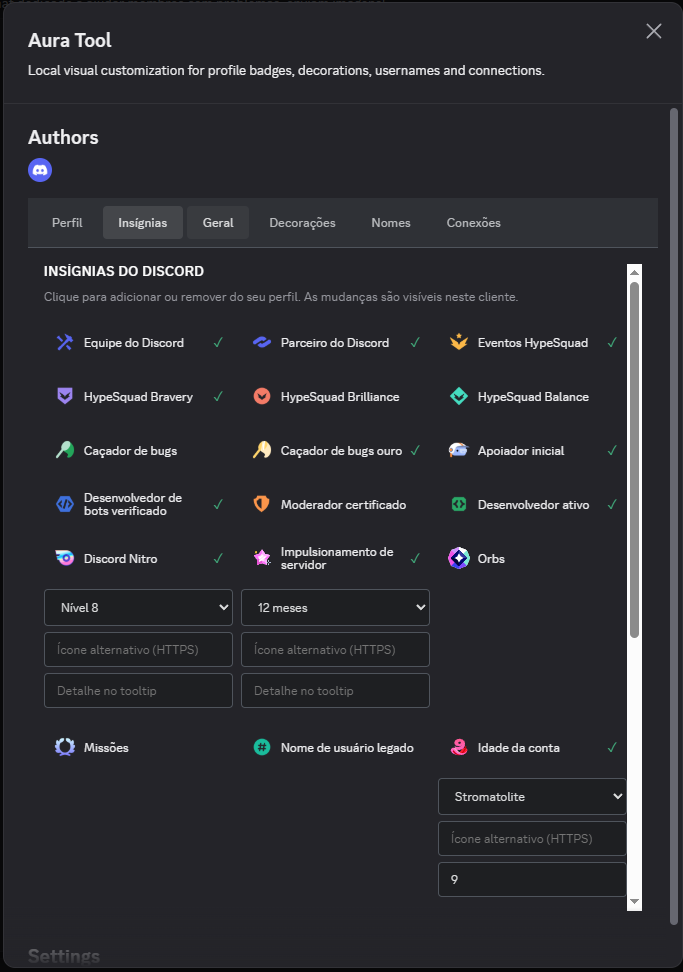 Aura Tool
Local visual customization for profile badges, decorations, usernames and connections.
Authors
Perfil Insígnias Geral Decorações Nomes Conexões
INSÍGNIAS DO DISCORD
Clique para adicionar ou remover do seu perfil. As mudanças são visíveis neste cliente.
Equipe do Discord ✓ Parceiro do Discord ✓ Eventos HypeSquad ✓
HypeSquad Bravery ✓ HypeSquad Brilliance HypeSquad Balance
Caçador de bugs Caçador de bugs ouro ✓ Apoiador inicial ✓
Desenvolvedor de
bots verificado ✓ Moderador certificado Desenvolvedor ativo ✓
Discord Nitro ✓ Impulsionamento de
servidor ✓ Orbs
Nível 8 12 meses
Ícone alternativo (HTTPS) Ícone alternativo (HTTPS)
Detalhe no tooltip Detalhe no tooltip
Missões Nome de usuário legado Idade da conta ✓
Stromatolite
Ícone alternativo (HTTPS)
9
Settings